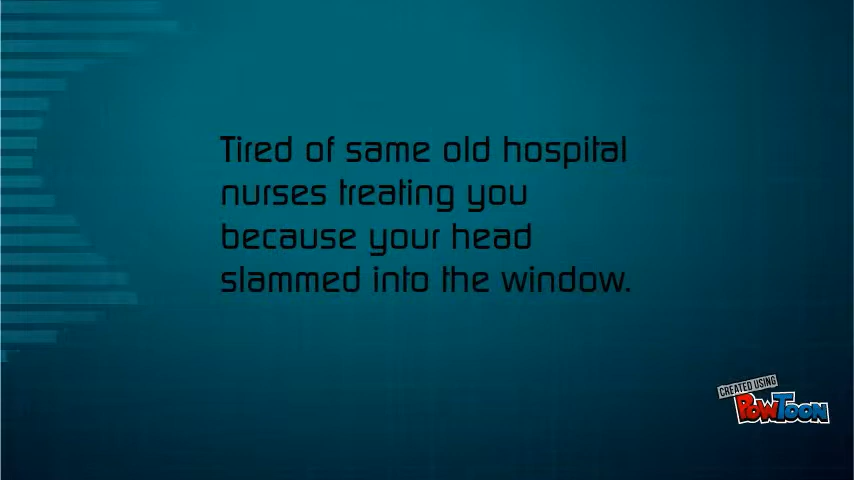 Tired of same old hospital
nurses treating you
because your head
slammed into the window.
CREATED USING
POWTOON